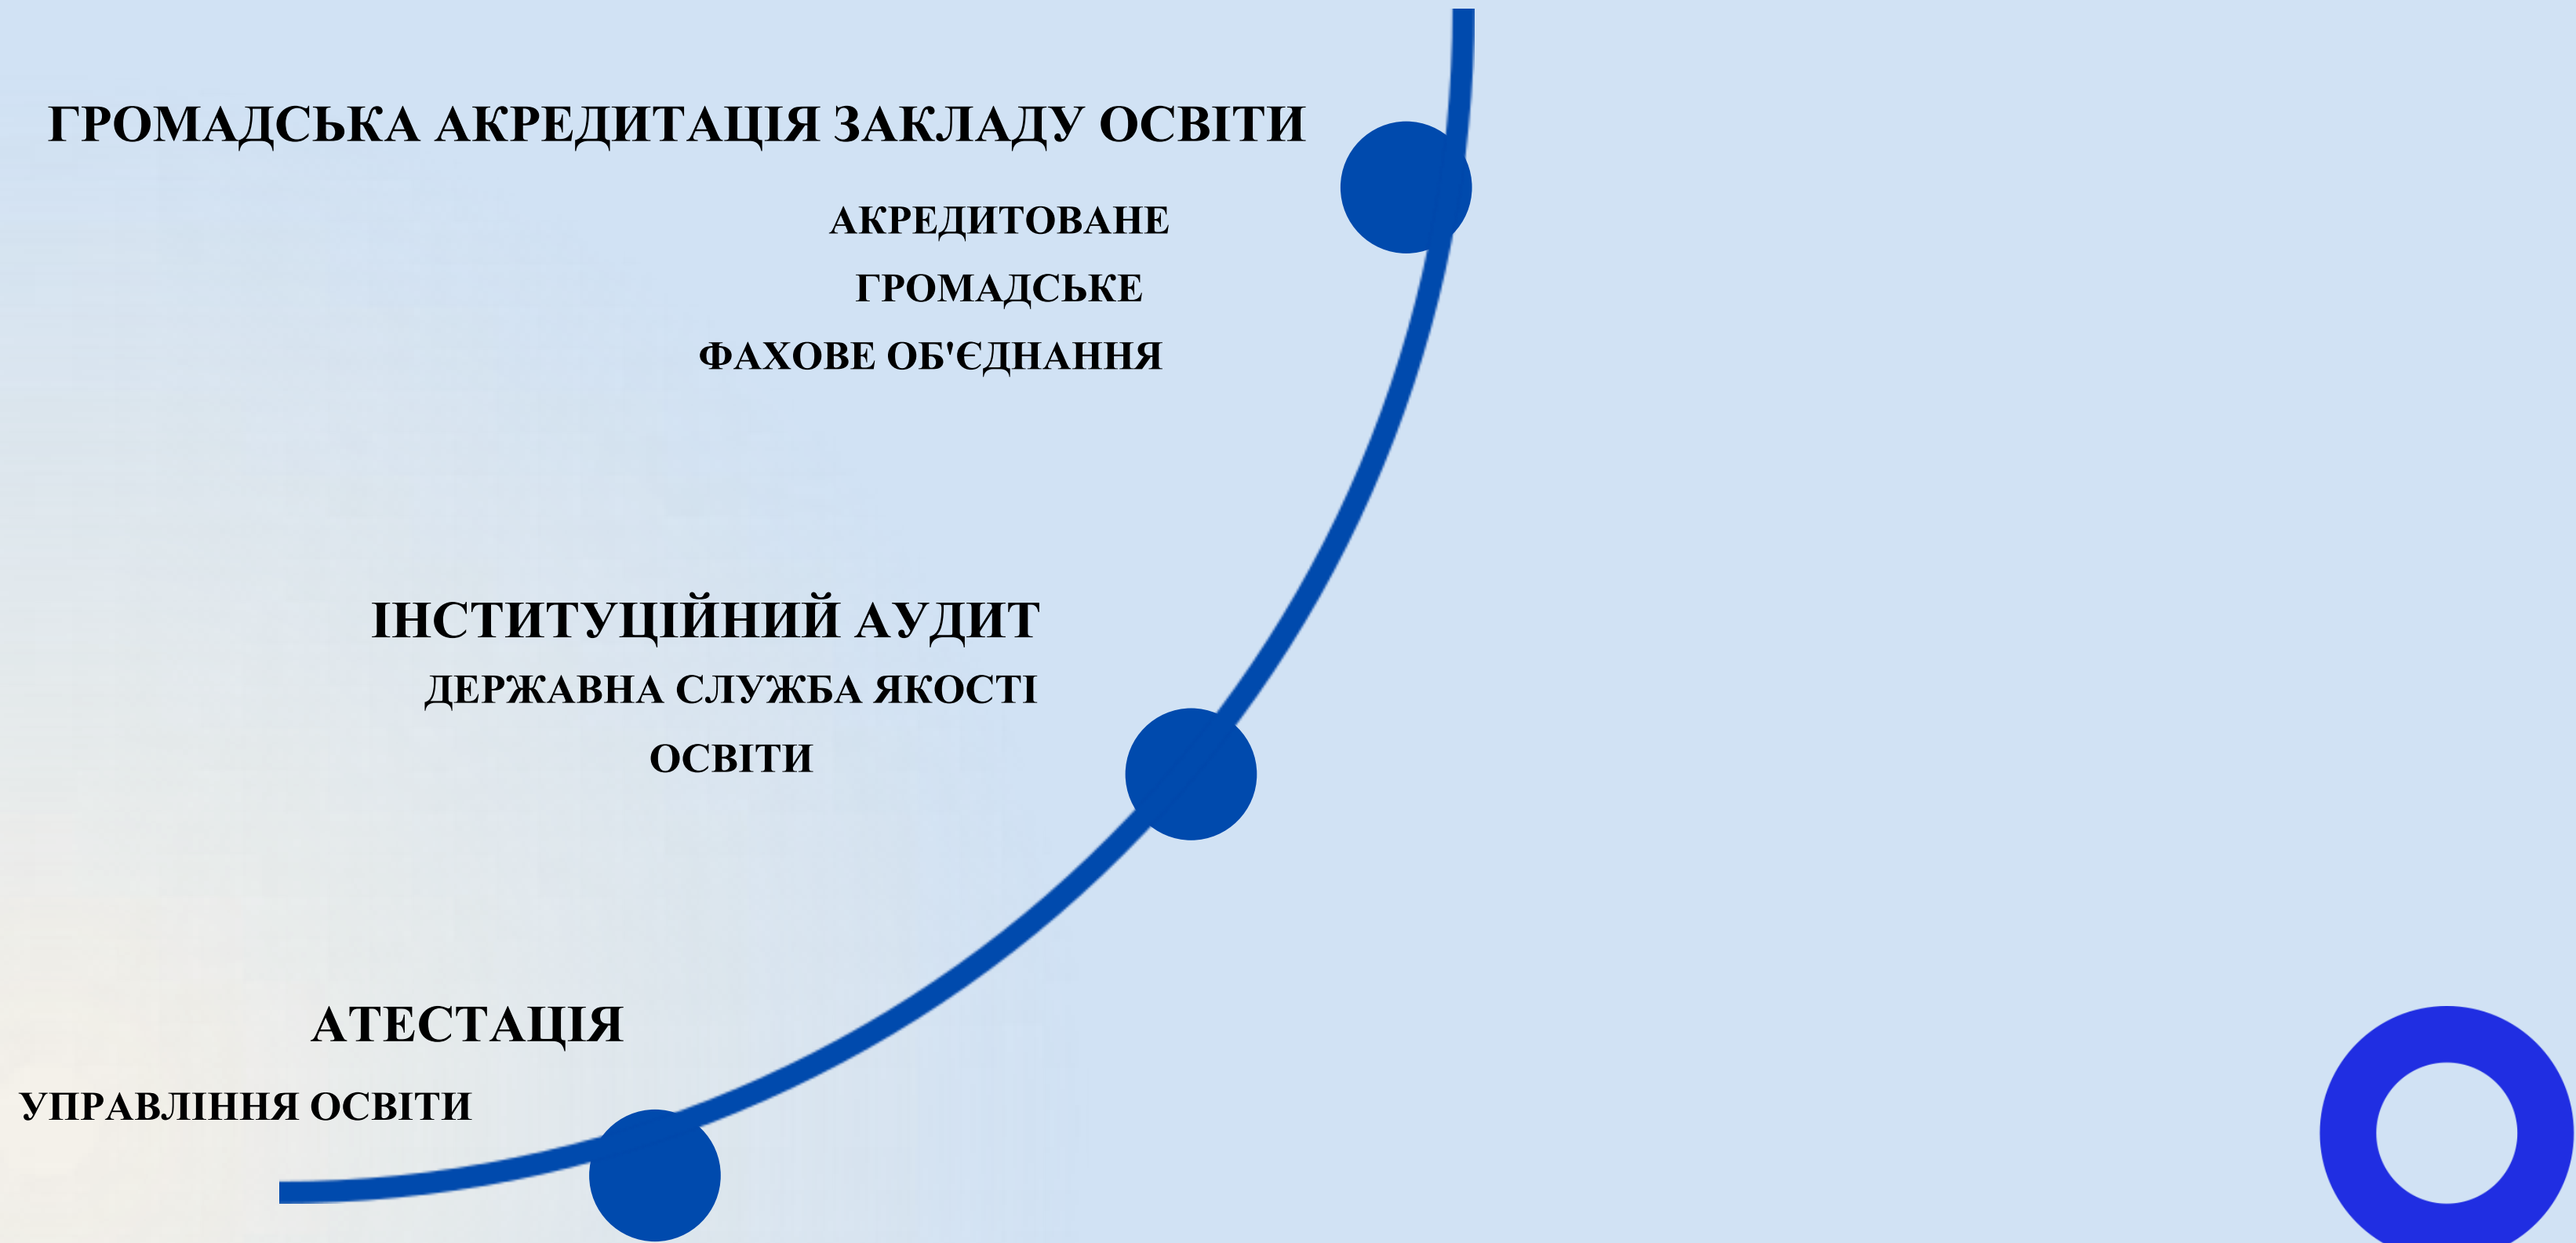 ГРОМАДСЬКА АКРЕДИТАЦІЯ ЗАКЛАДУ ОСВІТИ
АКРЕДИТОВАНЕ
ГРОМАДСЬКЕ
ФАХОВЕ ОБ'ЄДНАННЯ
ІНСТИТУЦІЙНИЙ АУДИТ
ДЕРЖАВНА СЛУЖБА ЯКОСТІ
ОСВІТИ
АТЕСТАЦІЯ
УПРАВЛІННЯ ОСВІТИ